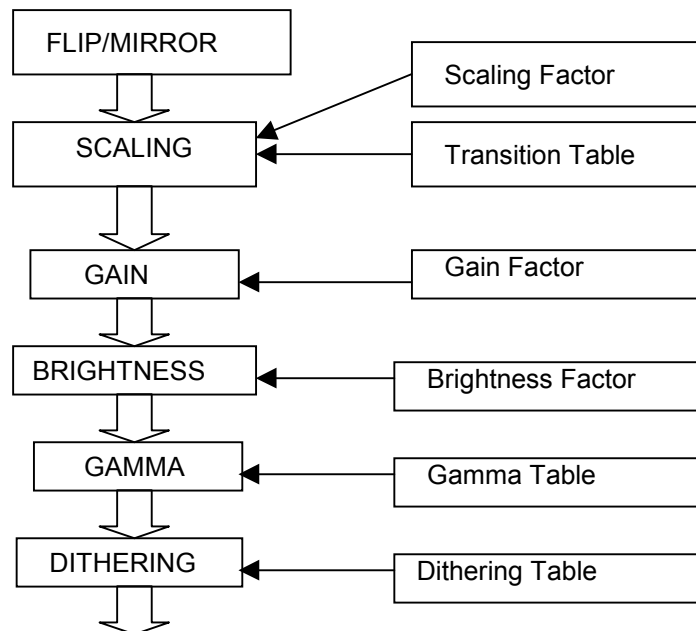 FLIP/MIRROR
Scaling Factor
SCALING
Transition Table
GAIN
Gain Factor
BRIGHTNESS
Brightness Factor
GAMMA
Gamma Table
DITHERING
Dithering Table